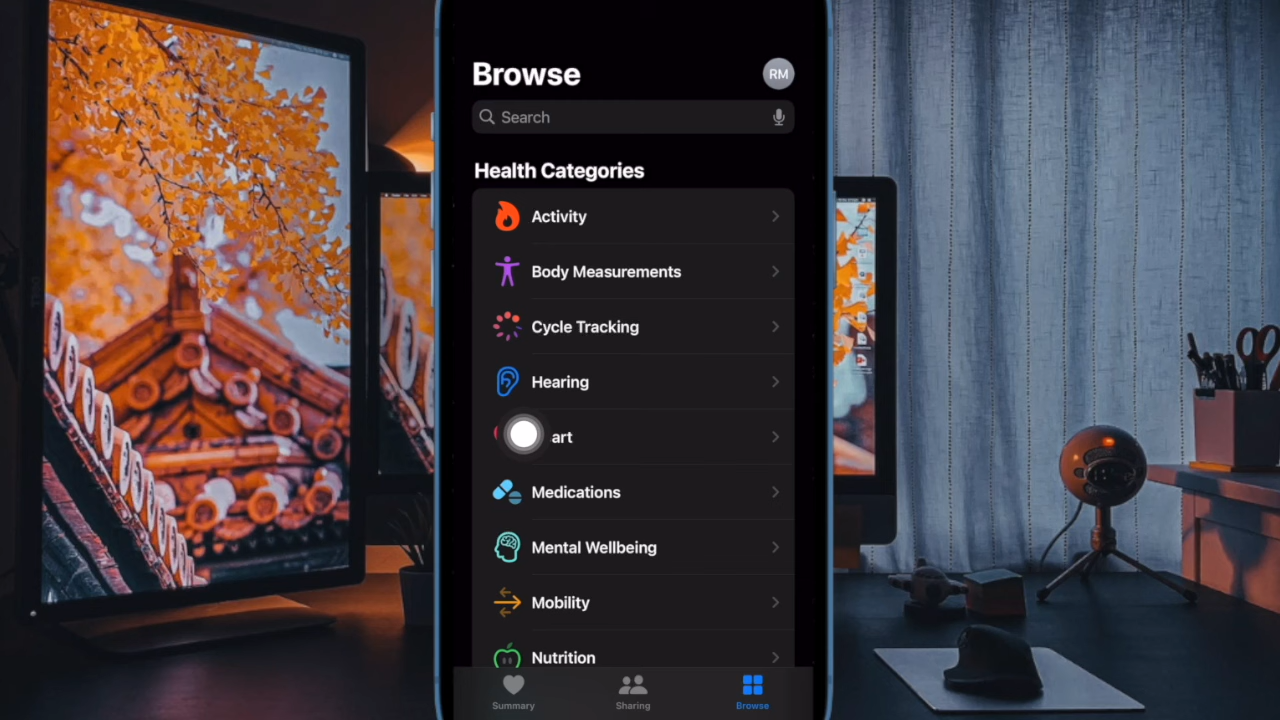 Browse
RM
Search
Health Categories
Activity
Body Measurements
Cycle Tracking
Hearing
art
Medications
Mental Wellbeing
Mobility
Nutrition
Summary
Sharing
Browse